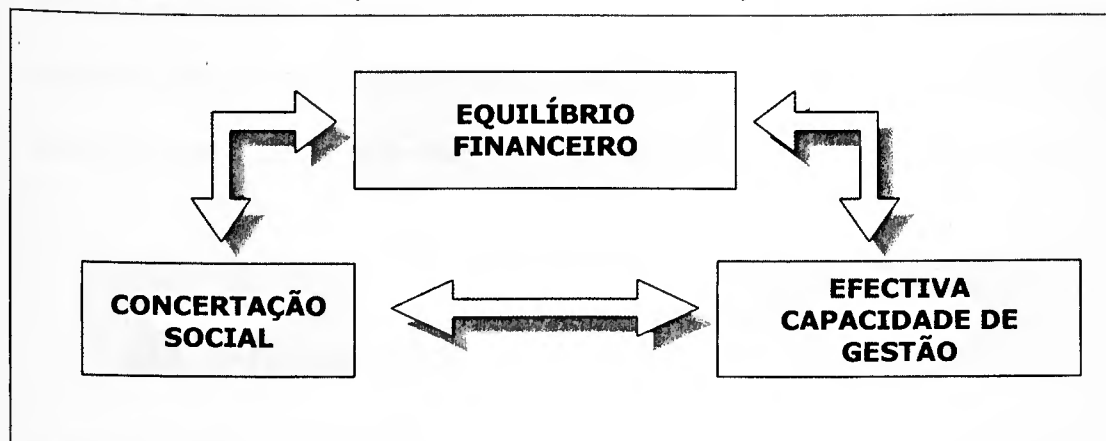 EQUILÍBRIO
FINANCEIRO
CONCERTAÇÃO
SOCIAL
EFECTIVA
CAPACIDADE DE
GESTÃO